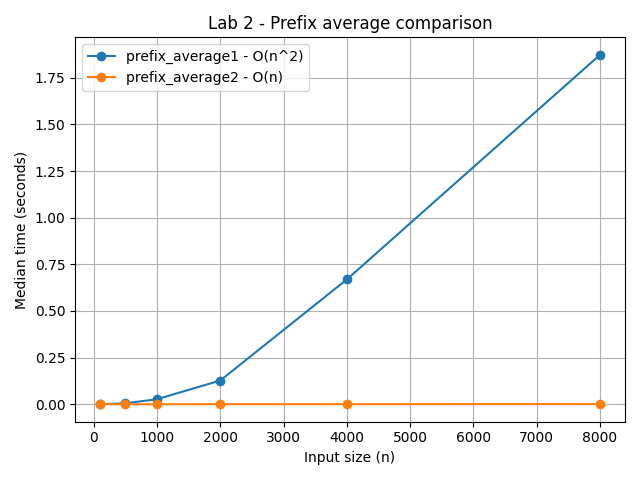 Lab 2 - Prefix average comparison
prefix_average1 - O(n^2)
prefix_average2 - O(n)
Median time (seconds)
1.75
1.50
1.25
1.00
0.75
0.50
0.25
0.00
0 1000 2000 3000 4000 5000 6000 7000 8000
Input size (n)